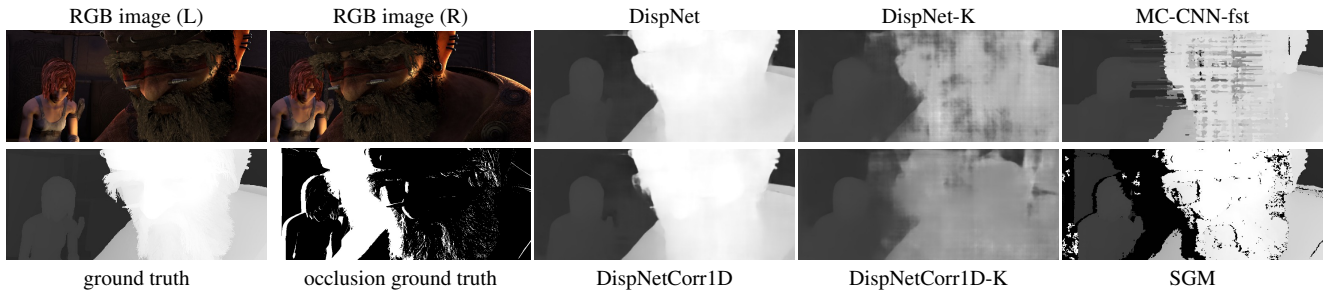 RGB image (L) RGB image (R) DispNet DispNet-K MC-CNN-fst
ground truth occlusion ground truth DispNetCorr1D DispNetCorr1D-K SGM